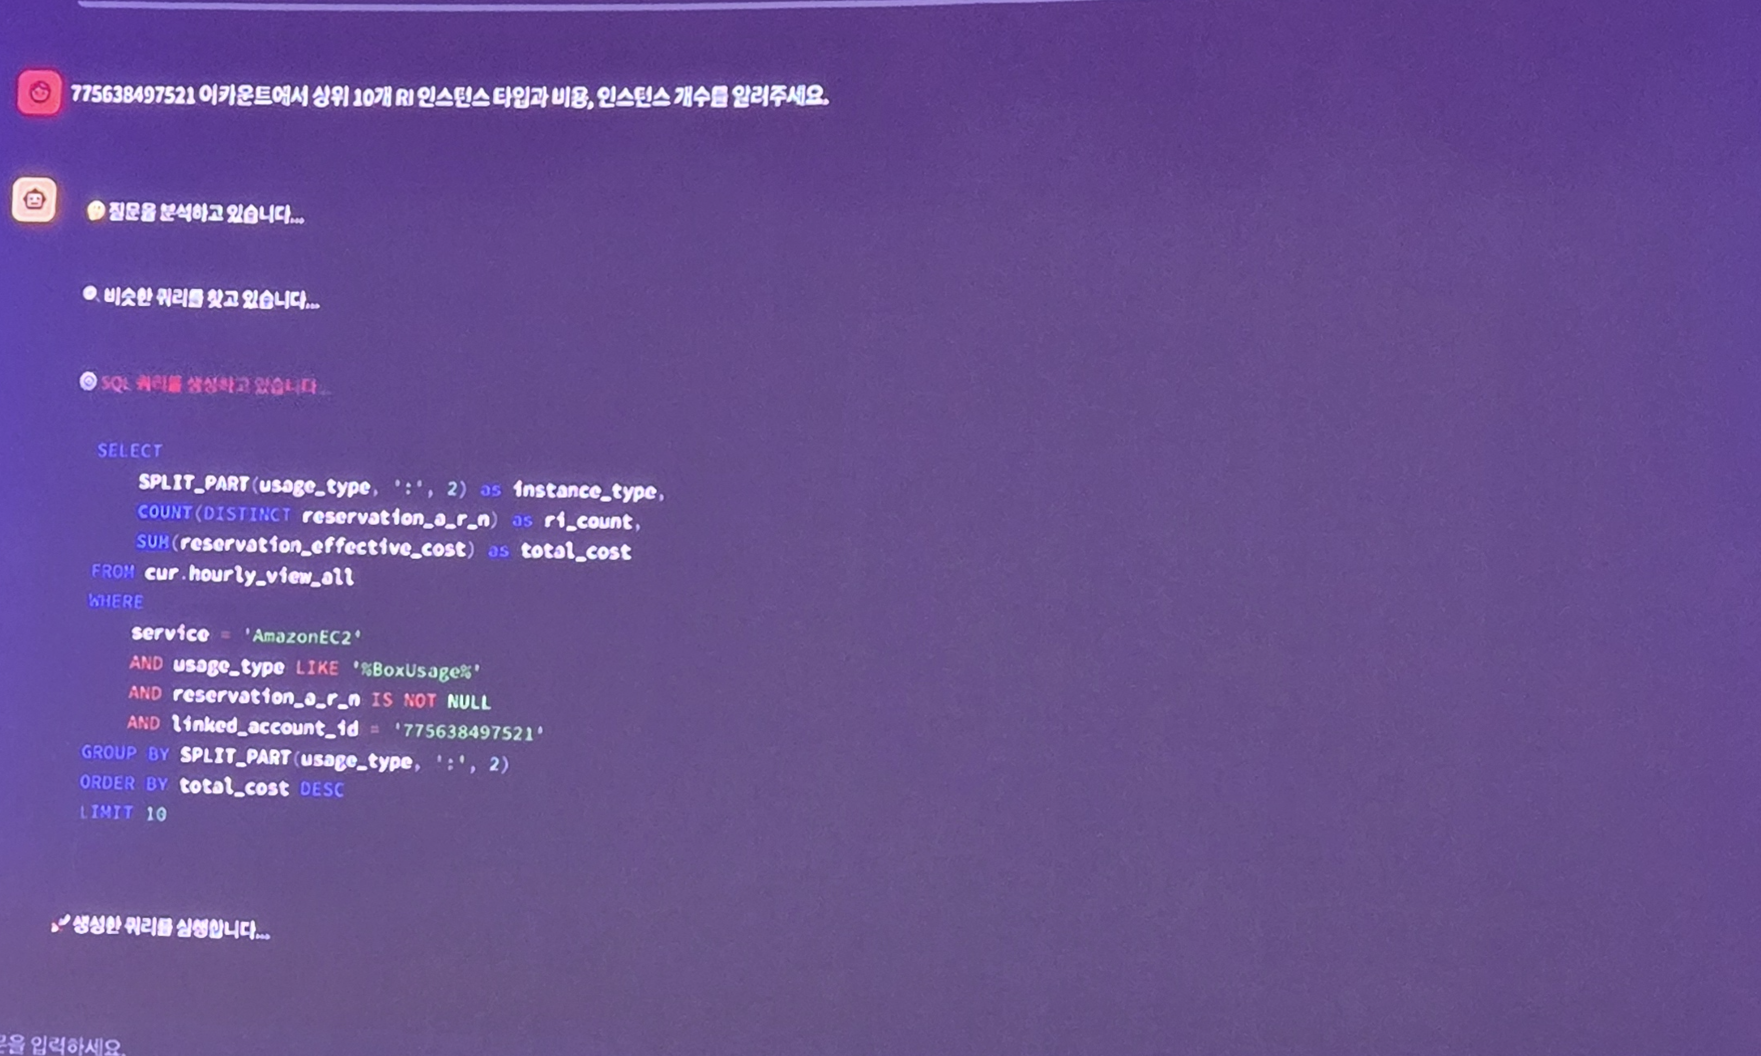 775638497521 어카운트에서 상위 10개 RI 인스턴스 타입과 비용, 인스턴스 개수를 알려주세요.
질문을 분석하고 있습니다...
비슷한 쿼리를 찾고 있습니다...
SQL 쿼리를 생성하고 있습니다...
SELECT
SPLIT_PART(usage_type, ':', 2) as instance_type,
COUNT(DISTINCT reservation_a_r_n) as ri_count,
SUM(reservation_effective_cost) as total_cost
FROM cur.hourly_view_all
WHERE
service = 'AmazonEC2'
AND usage_type LIKE '%BoxUsage%'
AND reservation_a_r_n IS NOT NULL
AND linked_account_id = '775638497521'
GROUP BY SPLIT_PART(usage_type, ':', 2)
ORDER BY total_cost DESC
LIMIT 10
생성한 쿼리를 실행합니다...
문을 입력하세요.